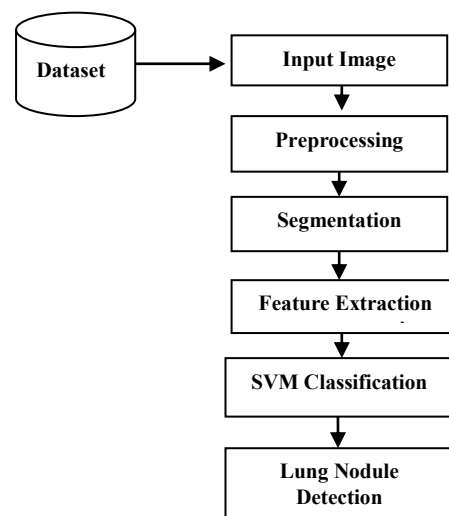 Dataset
Input Image
Preprocessing
Segmentation
Feature Extraction
SVM Classification
Lung Nodule
Detection